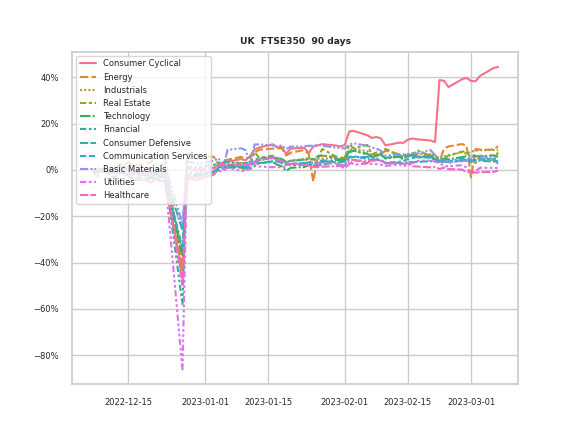 UK FTSE350 90 days
Consumer Cyclical
Energy
Industrials
Real Estate
Technology
Financial
Consumer Defensive
Communication Services
Basic Materials
Utilities
Healthcare
40%
20%
0%
−20%
−40%
−60%
−80%
2022-12-15
2023-01-01
2023-01-15
2023-02-01
2023-02-15
2023-03-01